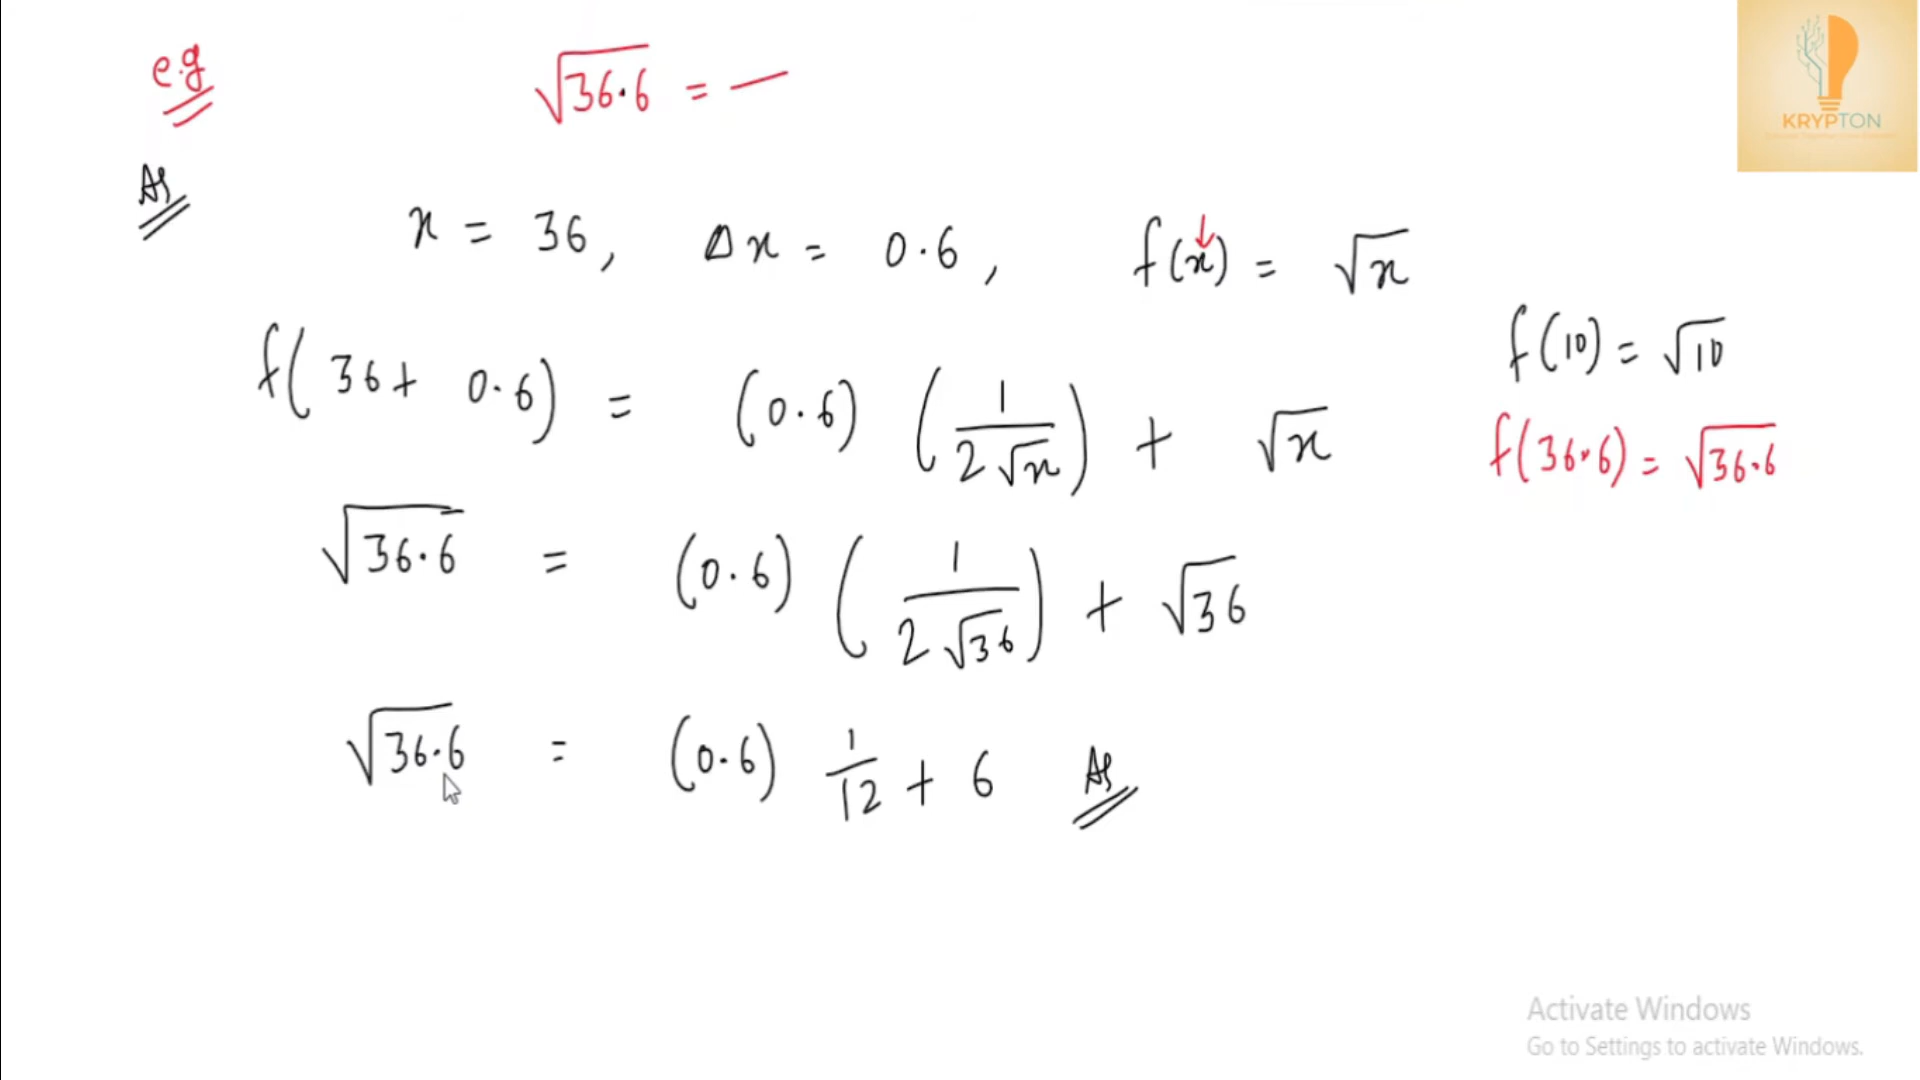 e.g √36.6 = —
KRYPTON
As
x = 36, Δx = 0.6, f(x) = √x
f(10) = √10
f(36 + 0.6) = (0.6) (1/(2√x)) + √x
f(36.6) = √36.6
√36.6 = (0.6) (1/(2√36)) + √36
√36.6 = (0.6) 1/12 + 6 As
Activate Windows
Go to Settings to activate Windows.